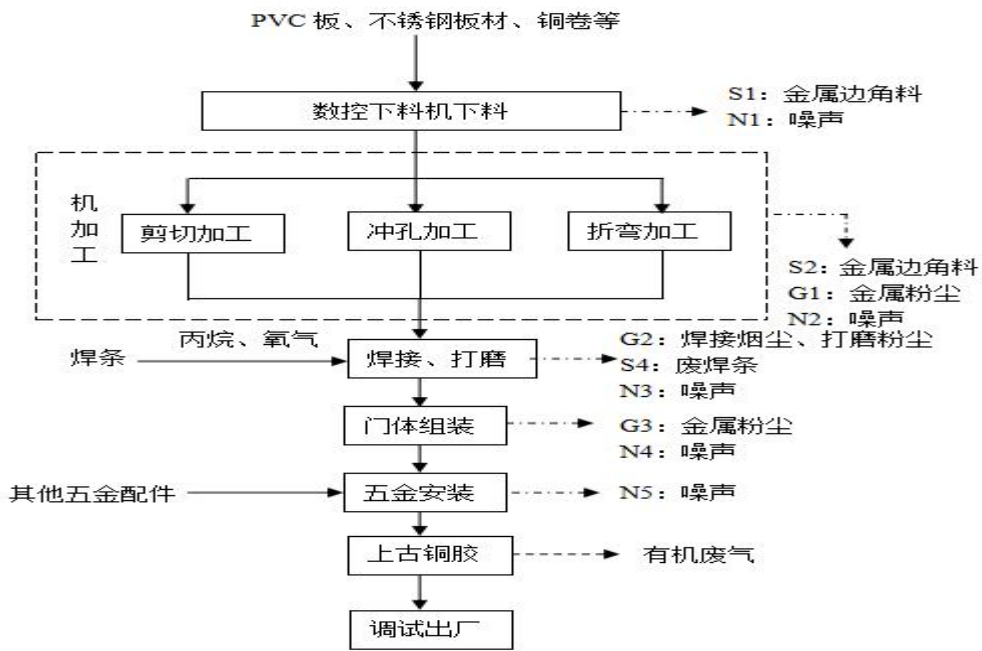 PVC 板、不锈钢板材、铜卷等
数控下料机下料
S1：金属边角料
N1：噪声
机加工
剪切加工
冲孔加工
折弯加工
S2：金属边角料
G1：金属粉尘
N2：噪声
丙烷、氧气
焊条
焊接、打磨
G2：焊接烟尘、打磨粉尘
S4：废焊条
N3：噪声
门体组装
G3：金属粉尘
N4：噪声
其他五金配件
五金安装
N5：噪声
上古铜胶
有机废气
调试出厂